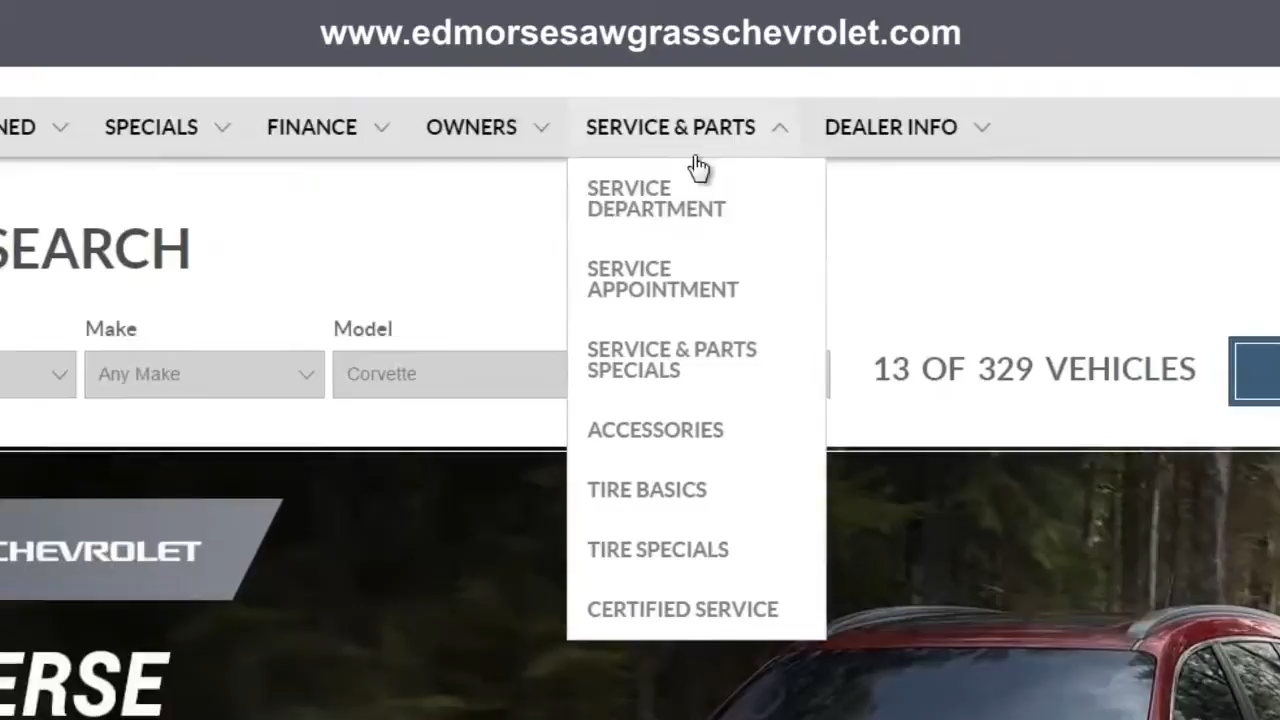 www.edmorsesawgrasschevrolet.com
NED SPECIALS FINANCE OWNERS SERVICE & PARTS DEALER INFO
SERVICE
DEPARTMENT
SERVICE
APPOINTMENT
SERVICE & PARTS
SPECIALS
ACCESSORIES
TIRE BASICS
TIRE SPECIALS
CERTIFIED SERVICE
SEARCH
Make Model
Any Make Corvette
13 OF 329 VEHICLES
CHEVROLET
ERSE